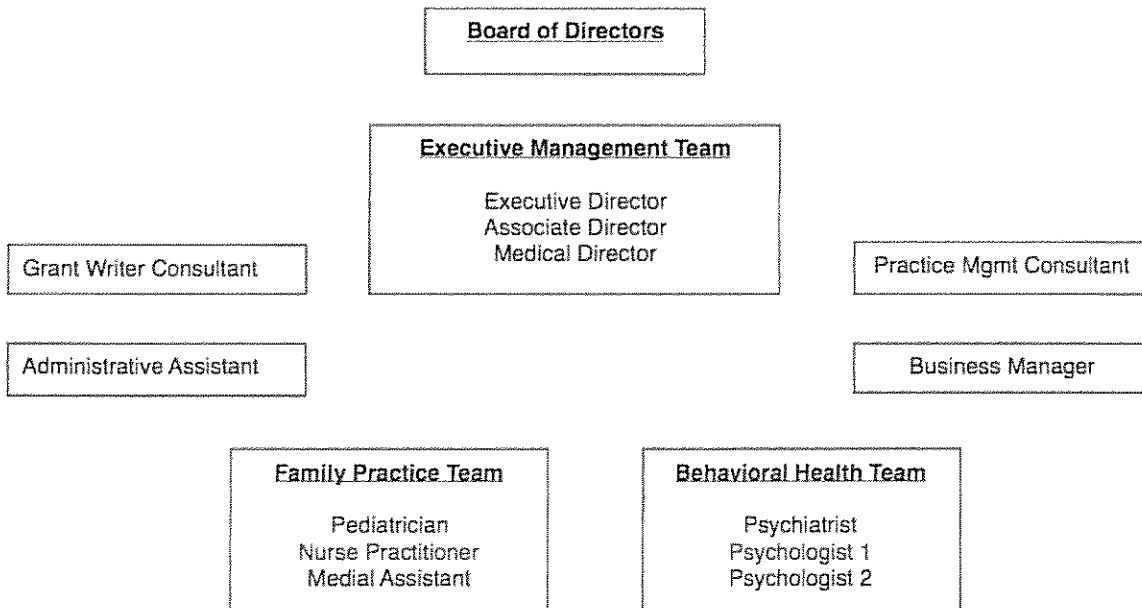 Board of Directors
Executive Management Team
Executive Director
Associate Director
Medical Director
Grant Writer Consultant
Practice Mgmt Consultant
Administrative Assistant
Business Manager
Family Practice Team
Pediatrician
Nurse Practitioner
Medial Assistant
Behavioral Health Team
Psychiatrist
Psychologist 1
Psychologist 2